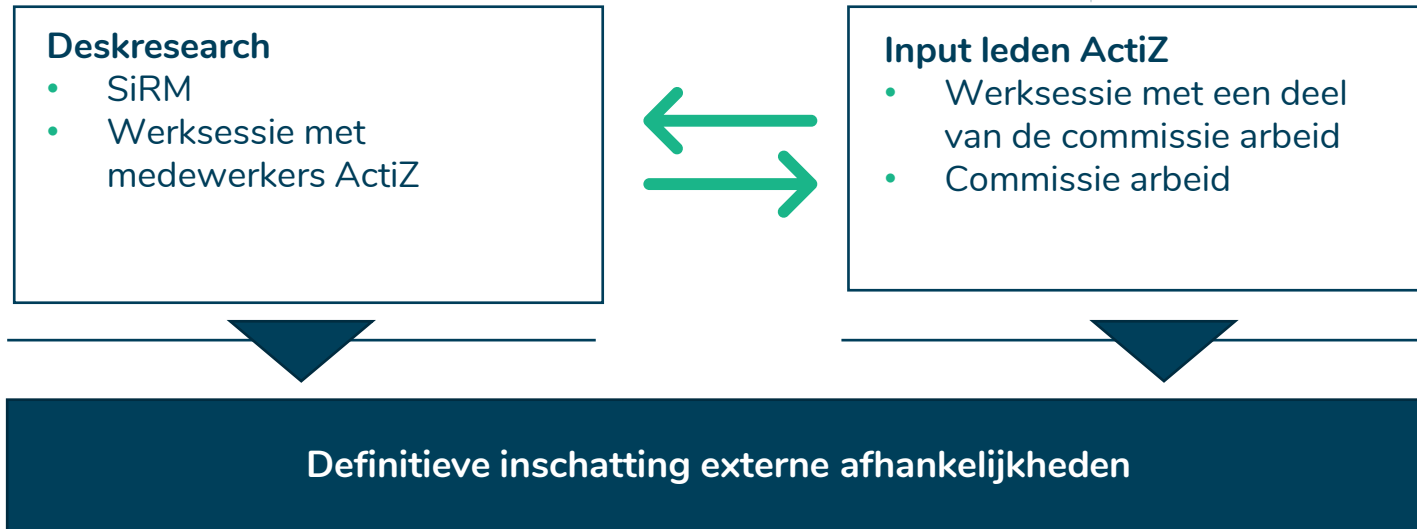 Deskresearch
• SiRM
• Werksessie met
medewerkers ActiZ
Input leden ActiZ
• Werksessie met een deel
van de commissie arbeid
• Commissie arbeid
Definitieve inschatting externe afhankelijkheden